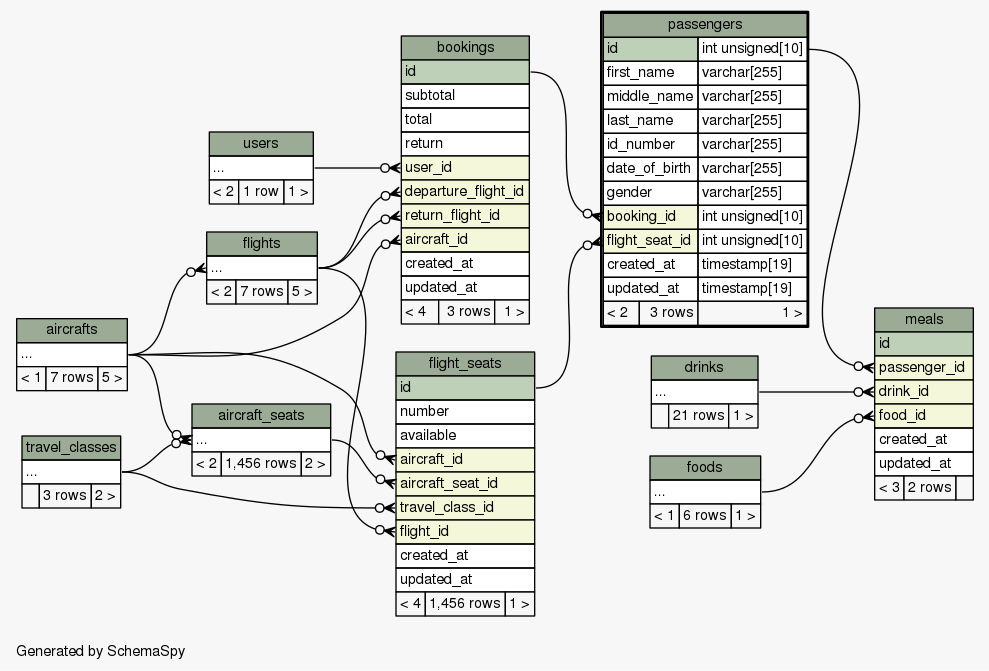 passengers
id int unsigned[10]
first_name varchar[255]
middle_name varchar[255]
last_name varchar[255]
id_number varchar[255]
date_of_birth varchar[255]
gender varchar[255]
booking_id int unsigned[10]
flight_seat_id int unsigned[10]
created_at timestamp[19]
updated_at timestamp[19]
< 2 3 rows 1 >
bookings
id
subtotal
total
return
user_id
departure_flight_id
return_flight_id
aircraft_id
created_at
updated_at
< 4 3 rows 1 >
users
...
< 2 1 row 1 >
flights
...
< 2 7 rows 5 >
aircrafts
...
< 1 7 rows 5 >
aircraft_seats
...
< 2 1,456 rows 2 >
travel_classes
...
3 rows 2 >
flight_seats
id
number
available
aircraft_id
aircraft_seat_id
travel_class_id
flight_id
created_at
updated_at
< 4 1,456 rows 1 >
drinks
...
21 rows 1 >
foods
...
< 1 6 rows 1 >
meals
id
passenger_id
drink_id
food_id
created_at
updated_at
< 3 2 rows
Generated by SchemaSpy